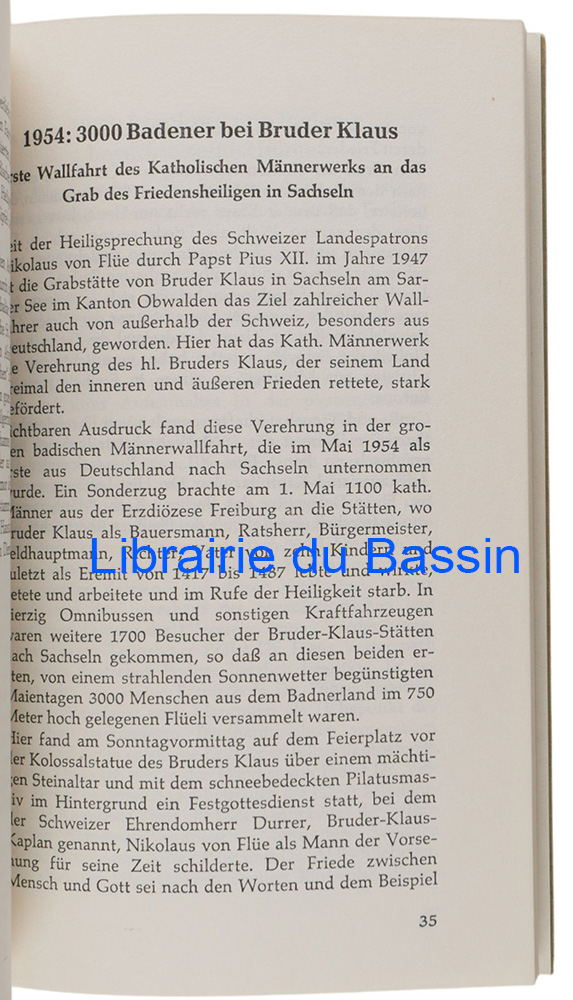 1954: 3000 Badener bei Bruder Klaus
rste Wallfahrt des Katholischen Männerwerks an das
Grab des Friedensheiligen in Sachseln
eit der Heiligsprechung des Schweizer Landespatrons
ikolaus von Flüe durch Papst Pius XII. im Jahre 1947
t die Grabstätte von Bruder Klaus in Sachseln am Sar-
er See im Kanton Obwalden das Ziel zahlreicher Wall-
hrer auch von außerhalb der Schweiz, besonders aus
eutschland, geworden. Hier hat das Kath. Männerwerk
e Verehrung des hl. Bruders Klaus, der seinem Land
reimal den inneren und äußeren Frieden rettete, stark
efördert.
ichtbaren Ausdruck fand diese Verehrung in der gro-
en badischen Männerwallfahrt, die im Mai 1954 als
rste aus Deutschland nach Sachseln unternommen
urde. Ein Sonderzug brachte am 1. Mai 1100 kath.
Männer aus der Erzdiözese Freiburg an die Stätten, wo
ruder Klaus als Bauersmann, Ratsherr, Bürgermeister,
eldhauptmann, Richter, Vater von zehn Kindern und
Librairie du Bassin
uletzt als Eremit von 1417 bis 1487 lebte und wirkte,
etete und arbeitete und im Rufe der Heiligkeit starb. In
ierzig Omnibussen und sonstigen Kraftfahrzeugen
waren weitere 1700 Besucher der Bruder-Klaus-Stätten
nach Sachseln gekommen, so daß an diesen beiden er-
ten, von einem strahlenden Sonnenwetter begünstigten
Maientagen 3000 Menschen aus dem Badnerland im 750
Meter hoch gelegenen Flüeli versammelt waren.
Hier fand am Sonntagvormittag auf dem Feierplatz vor
der Kolossalstatue des Bruders Klaus über einem mächti-
gen Steinaltar und mit dem schneebedeckten Pilatusmas-
iv im Hintergrund ein Festgottesdienst statt, bei dem
der Schweizer Ehrendomherr Durrer, Bruder-Klaus-
Kaplan genannt, Nikolaus von Flüe als Mann der Vorse-
hung für seine Zeit schilderte. Der Friede zwischen
Mensch und Gott sei nach den Worten und dem Beispiel
35